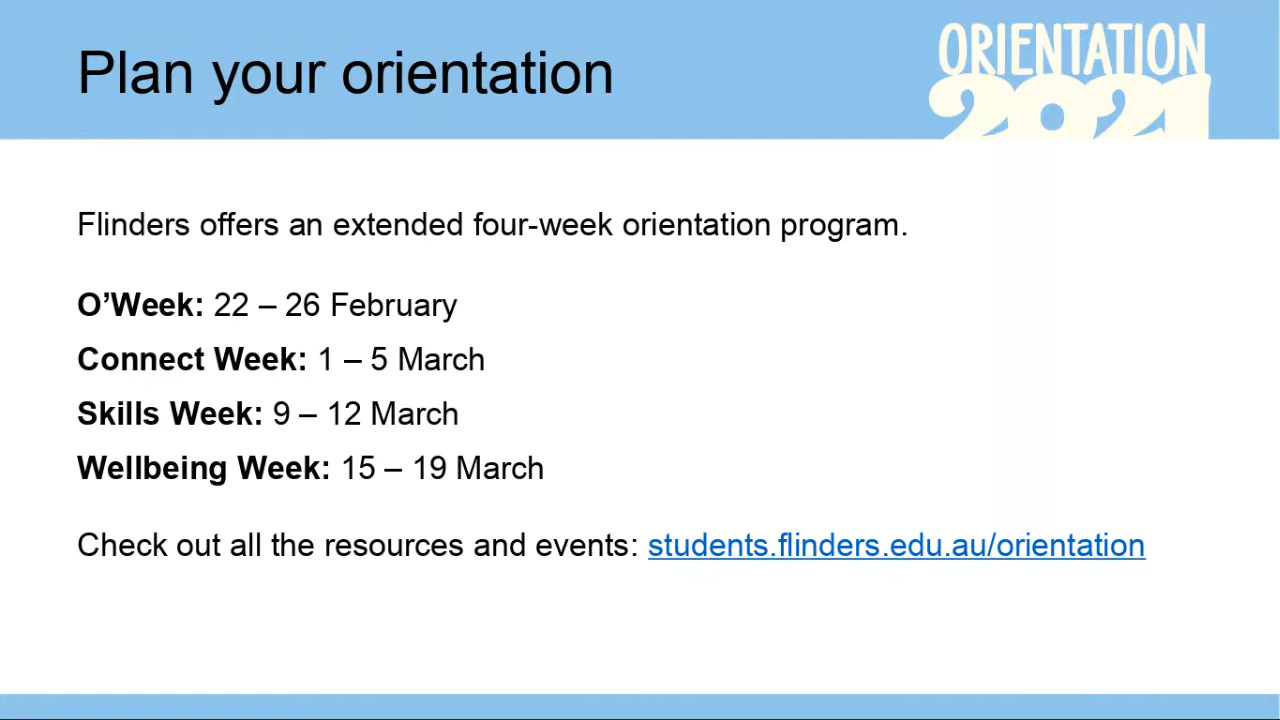 Plan your orientation
ORIENTATION
2021
Flinders offers an extended four-week orientation program.
O’Week: 22 – 26 February
Connect Week: 1 – 5 March
Skills Week: 9 – 12 March
Wellbeing Week: 15 – 19 March
Check out all the resources and events: students.flinders.edu.au/orientation